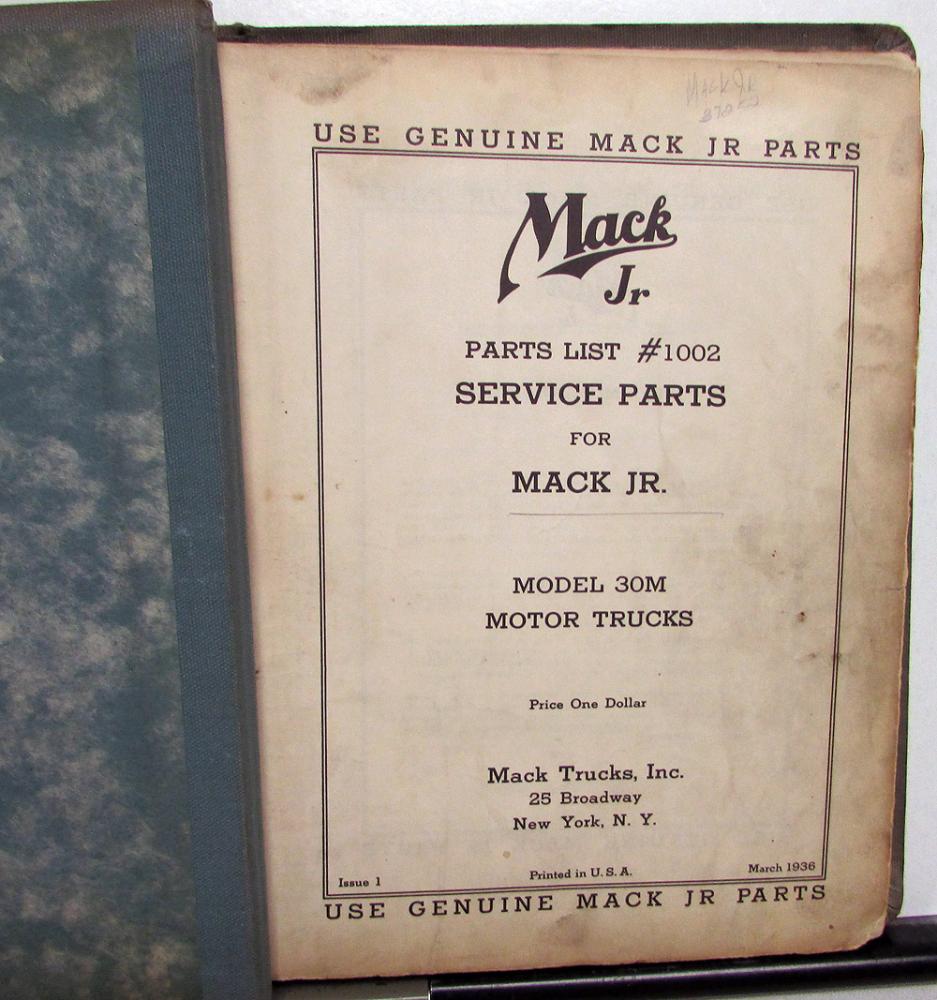 Mack Jr
USE GENUINE MACK JR PARTS
Mack
Jr
PARTS LIST #1002
SERVICE PARTS
FOR
MACK JR.
MODEL 30M
MOTOR TRUCKS
Price One Dollar
Mack Trucks, Inc.
25 Broadway
New York, N. Y.
Issue 1 Printed in U. S. A. March 1936
USE GENUINE MACK JR PARTS